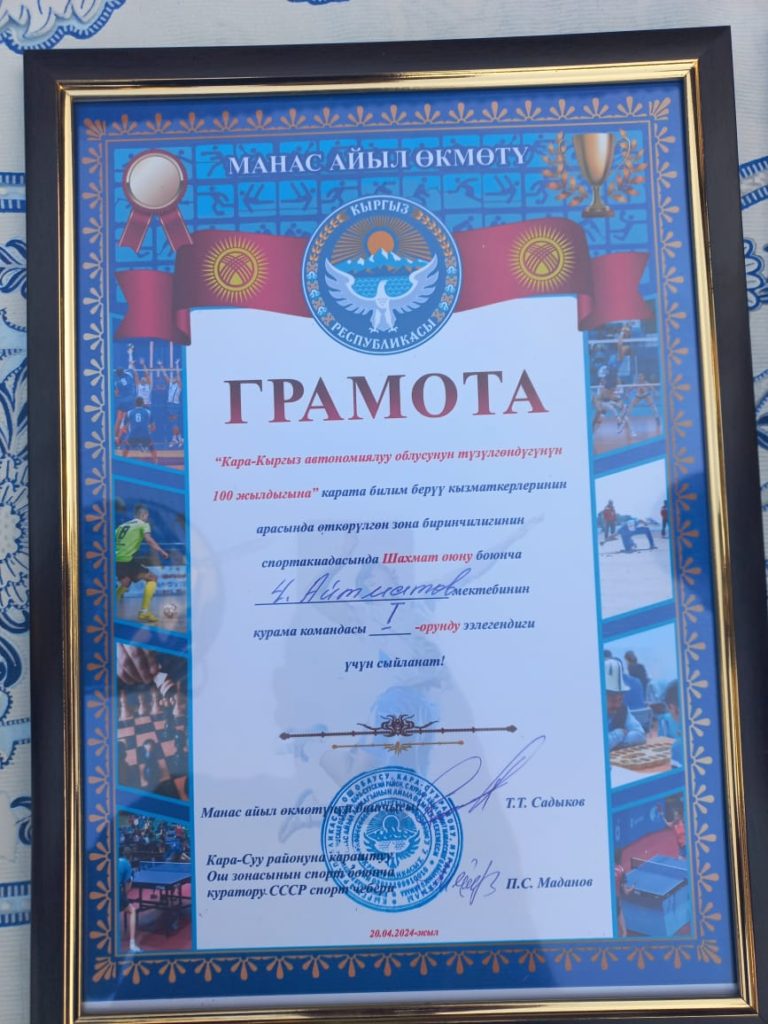 МАНАС АЙЫЛ ӨКМӨТҮ
КЫРГЫЗ
РЕСПУБЛИКАСЫ
ГРАМОТА
“Кара-Кыргыз автономиялуу облусунун түзүлгөндүгүнүн
100 жылдыгына” карата билим берүү кызматкерлеринин
арасында өткөрүлгөн зона биринчилигинин
спортакиадасында Шахмат оюну боюнча
Ч. Айтматов мектебинин
курама командасы I -орунду ээлегендиги
үчүн сыйланат!
Манас айыл өкмөтүнүн башчысы Т.Т. Садыков
Кара-Суу районуна караштуу
Ош зонасынын спорт боюнча
куратору СССР спорт чебери П.С. Маданов
20.04.2024-жыл